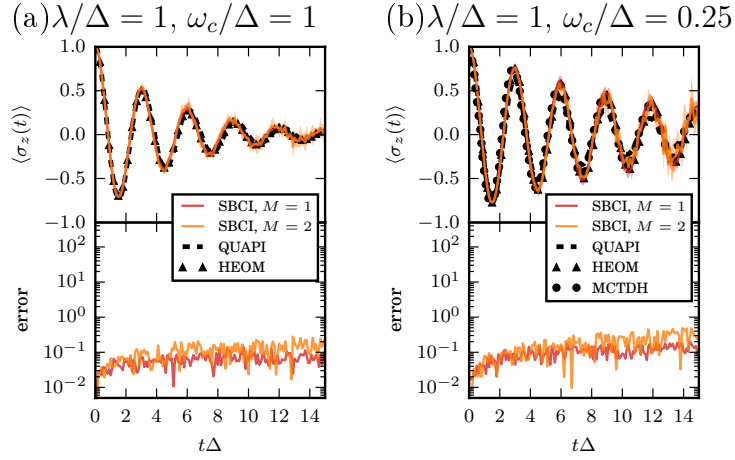 (a) λ/Δ = 1, ω_c/Δ = 1
1.0
0.5
0.0
−0.5
−1.0
⟨σ_z(t)⟩
SBCI, M = 1
SBCI, M = 2
QUAPI
HEOM
10^2
10^1
10^0
10^−1
10^−2
error
0 2 4 6 8 10 12 14
tΔ
(b) λ/Δ = 1, ω_c/Δ = 0.25
1.0
0.5
0.0
−0.5
−1.0
⟨σ_z(t)⟩
SBCI, M = 1
SBCI, M = 2
QUAPI
HEOM
MCTDH
10^2
10^1
10^0
10^−1
10^−2
error
0 2 4 6 8 10 12 14
tΔ